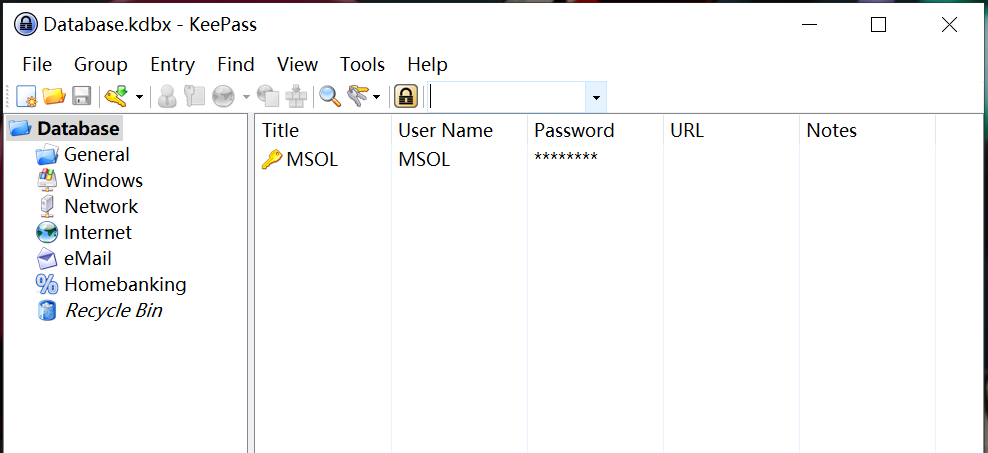 Database.kdbx - KeePass
File Group Entry Find View Tools Help
Database
General
Windows
Network
Internet
eMail
Homebanking
Recycle Bin
Title User Name Password URL Notes
MSOL MSOL ********